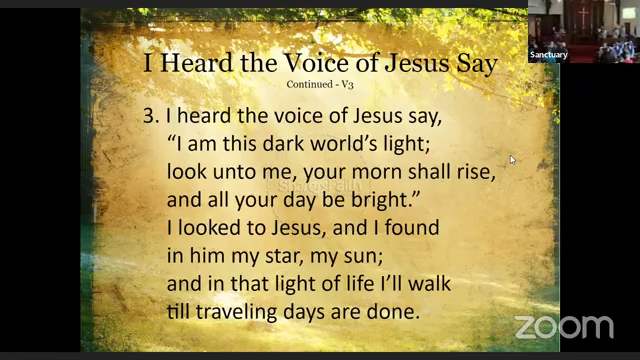 I Heard the Voice of Jesus Say
Continued - V3
3. I heard the voice of Jesus say,
“I am this dark world’s light;
look unto me, your morn shall rise,
and all your day be bright.”
I looked to Jesus, and I found
in him my star, my sun;
and in that light of life I’ll walk
till traveling days are done.
Sanctuary
zoom